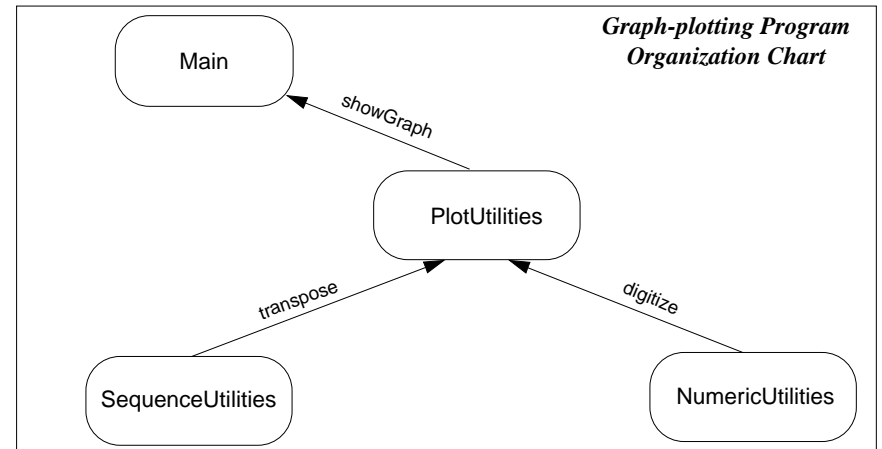 Graph-plotting Program
Organization Chart
Main
showGraph
PlotUtilities
transpose
digitize
SequenceUtilities
NumericUtilities